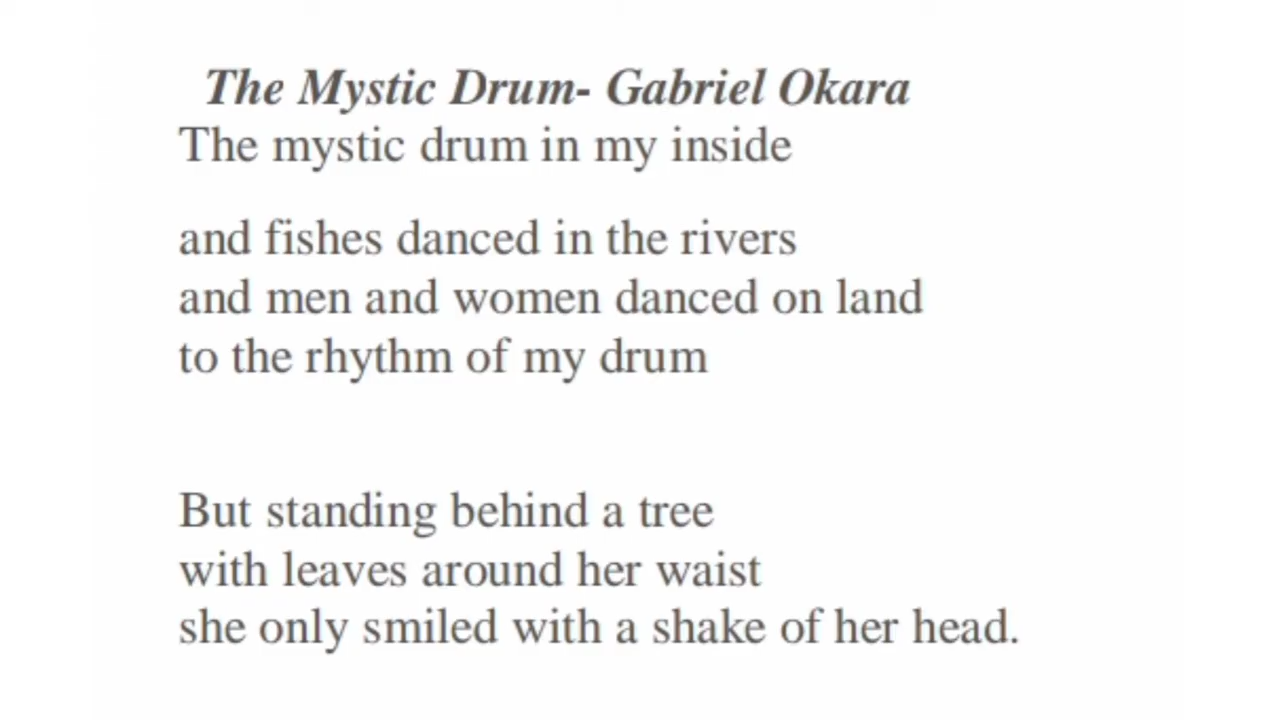 The Mystic Drum- Gabriel Okara
The mystic drum in my inside
and fishes danced in the rivers
and men and women danced on land
to the rhythm of my drum
But standing behind a tree
with leaves around her waist
she only smiled with a shake of her head.